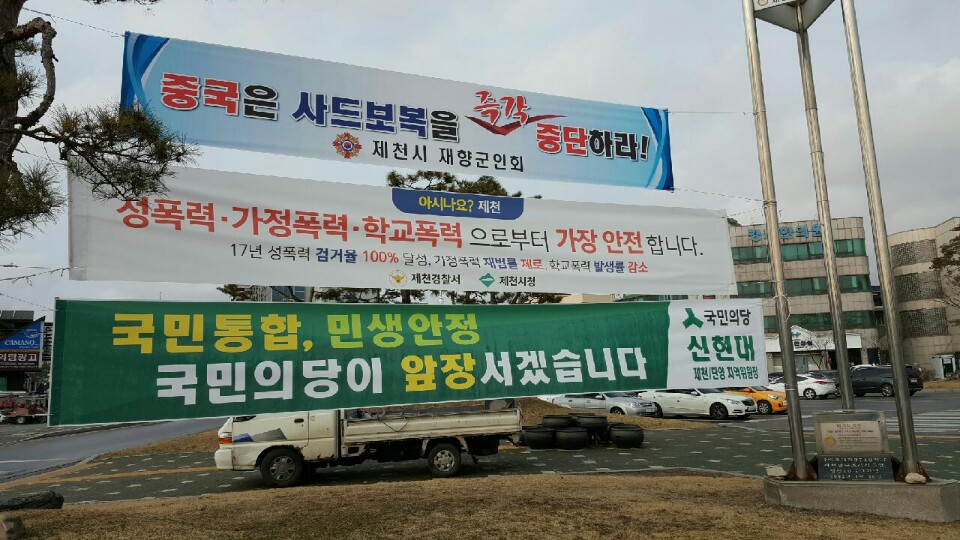 중국은 사드보복을 즉각 중단하라!
제천시 재향군인회
아시나요? 제천
성폭력·가정폭력·학교폭력 으로부터 가장 안전 합니다.
17년 성폭력 검거율 100% 달성, 가정폭력 재범률 제로, 학교폭력 발생률 감소
제천경찰서 제천시청
국민통합, 민생안정
국민의당이 앞장서겠습니다
국민의당
신현대
제천/단양 지역위원장
CAMANO